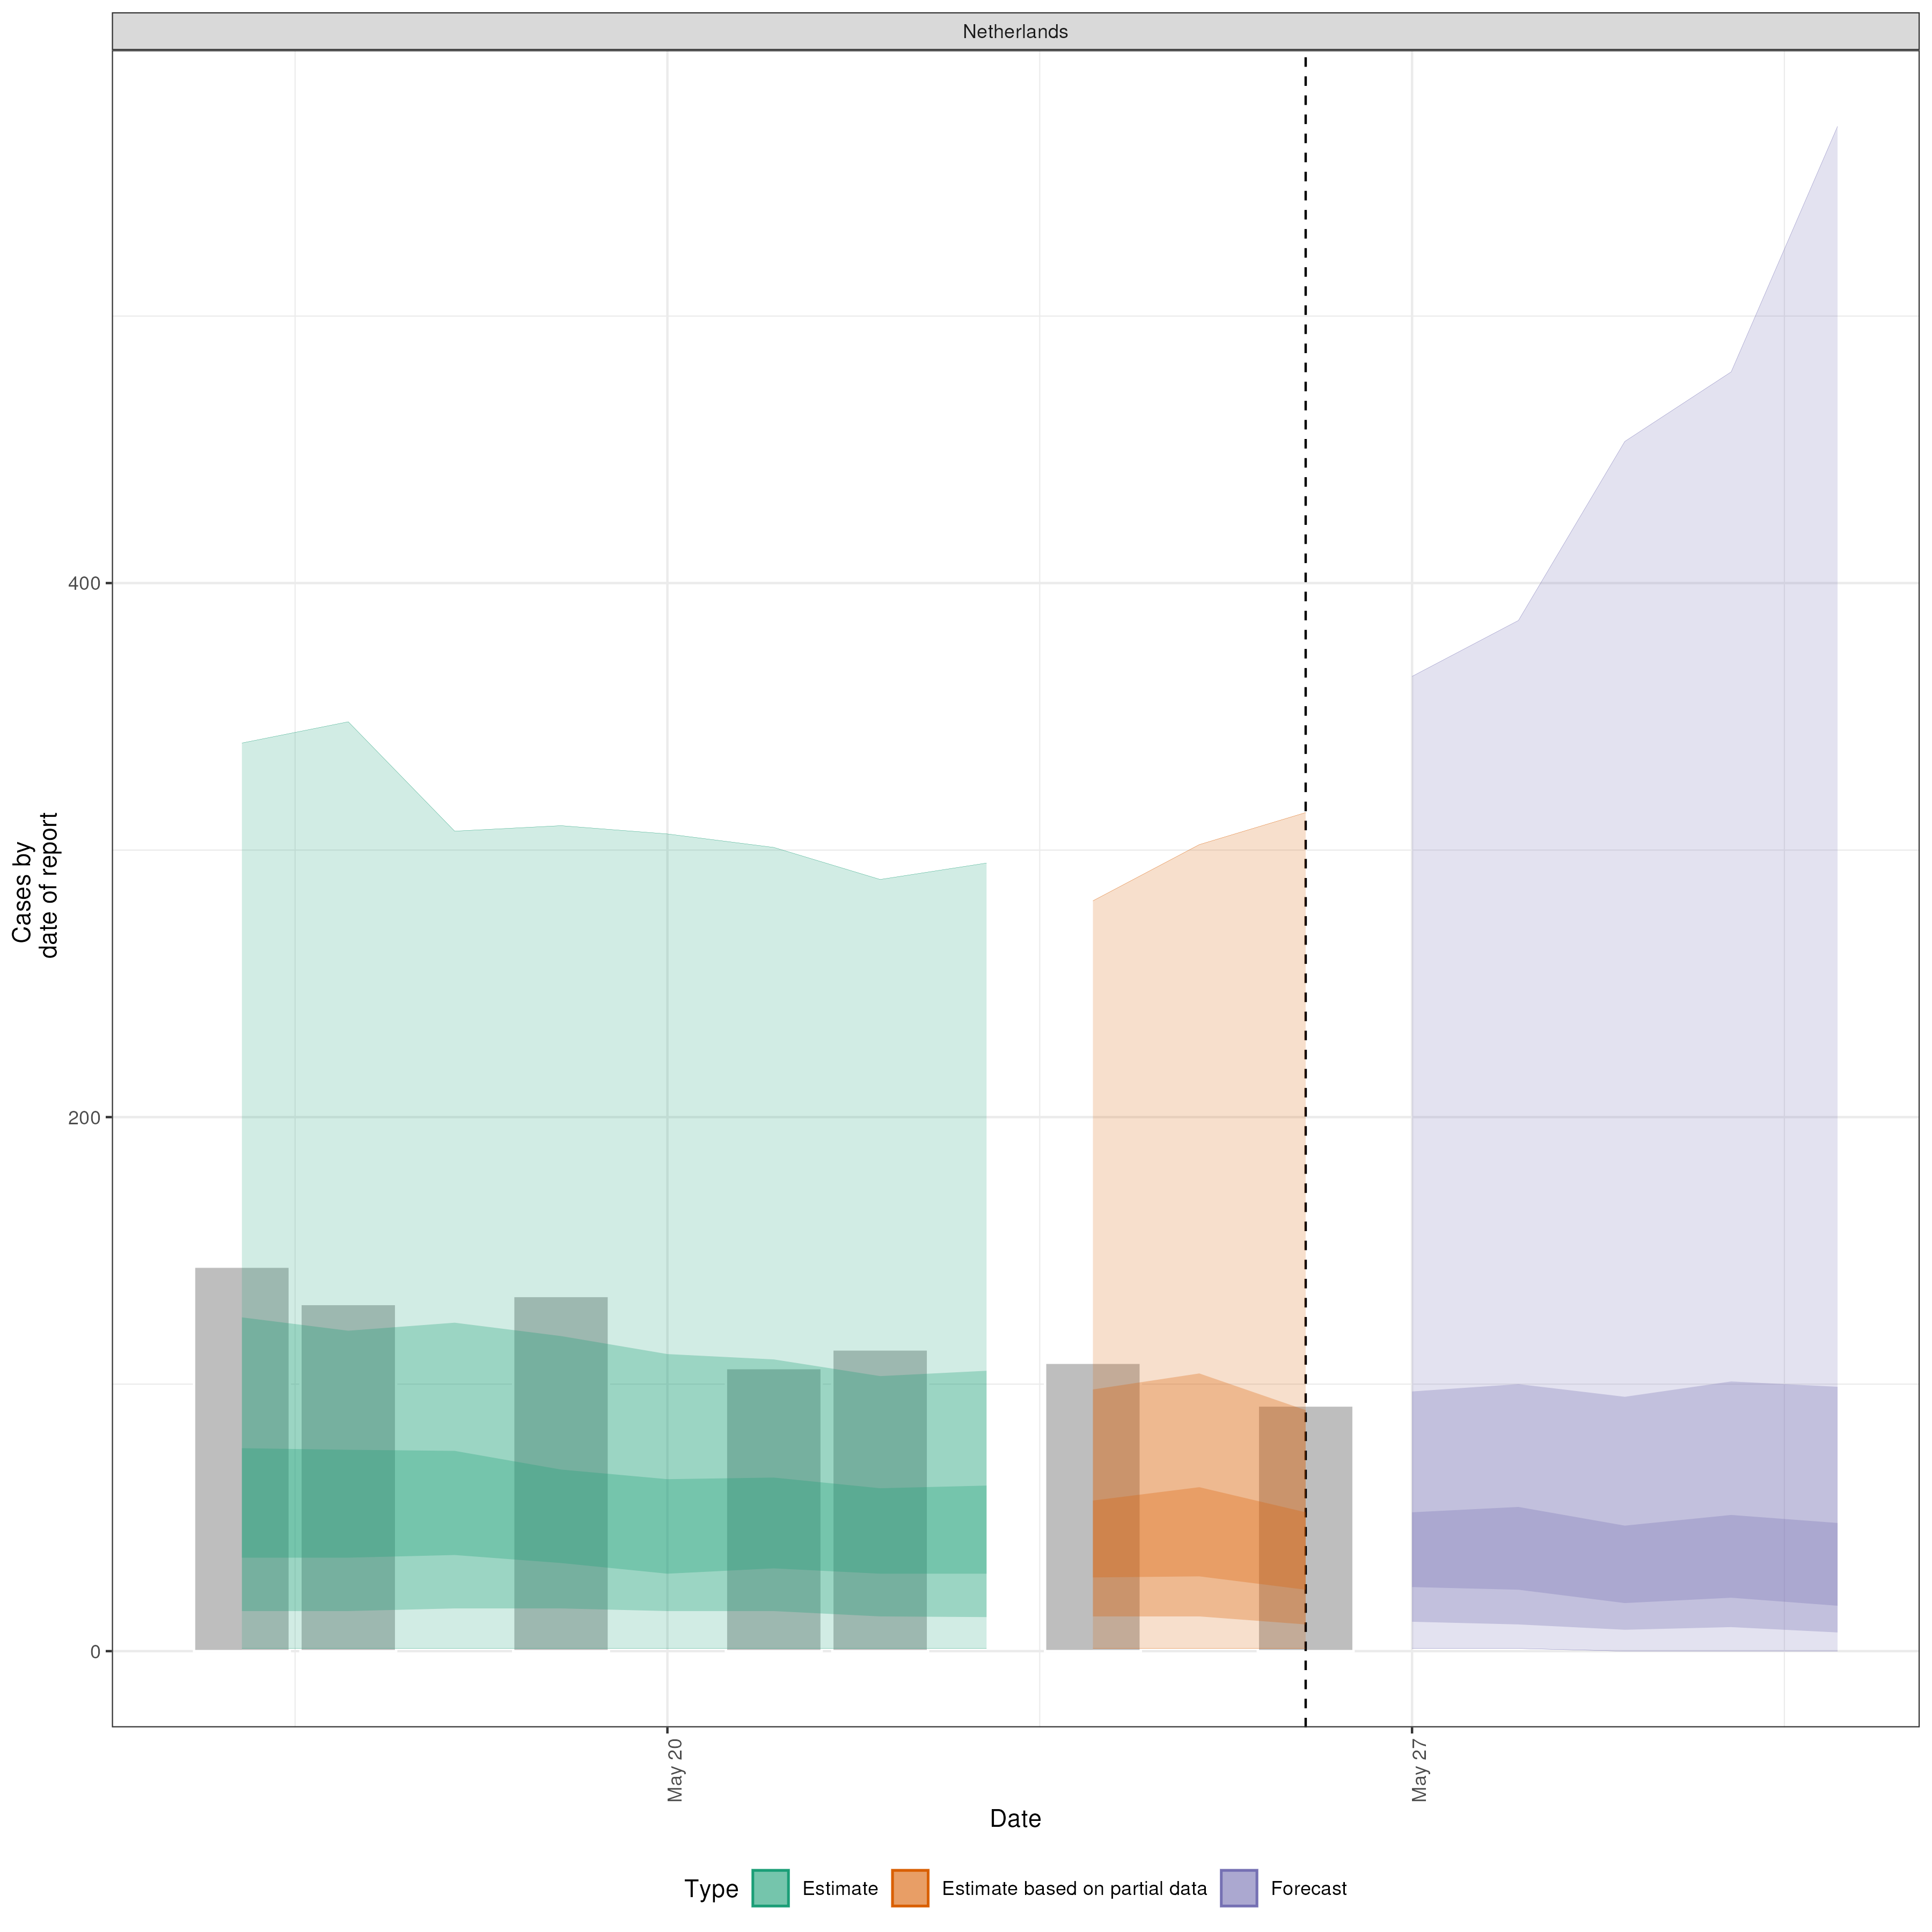 Netherlands
Cases by
date of report
400
200
0
May 20
May 27
Date
Type
Estimate
Estimate based on partial data
Forecast